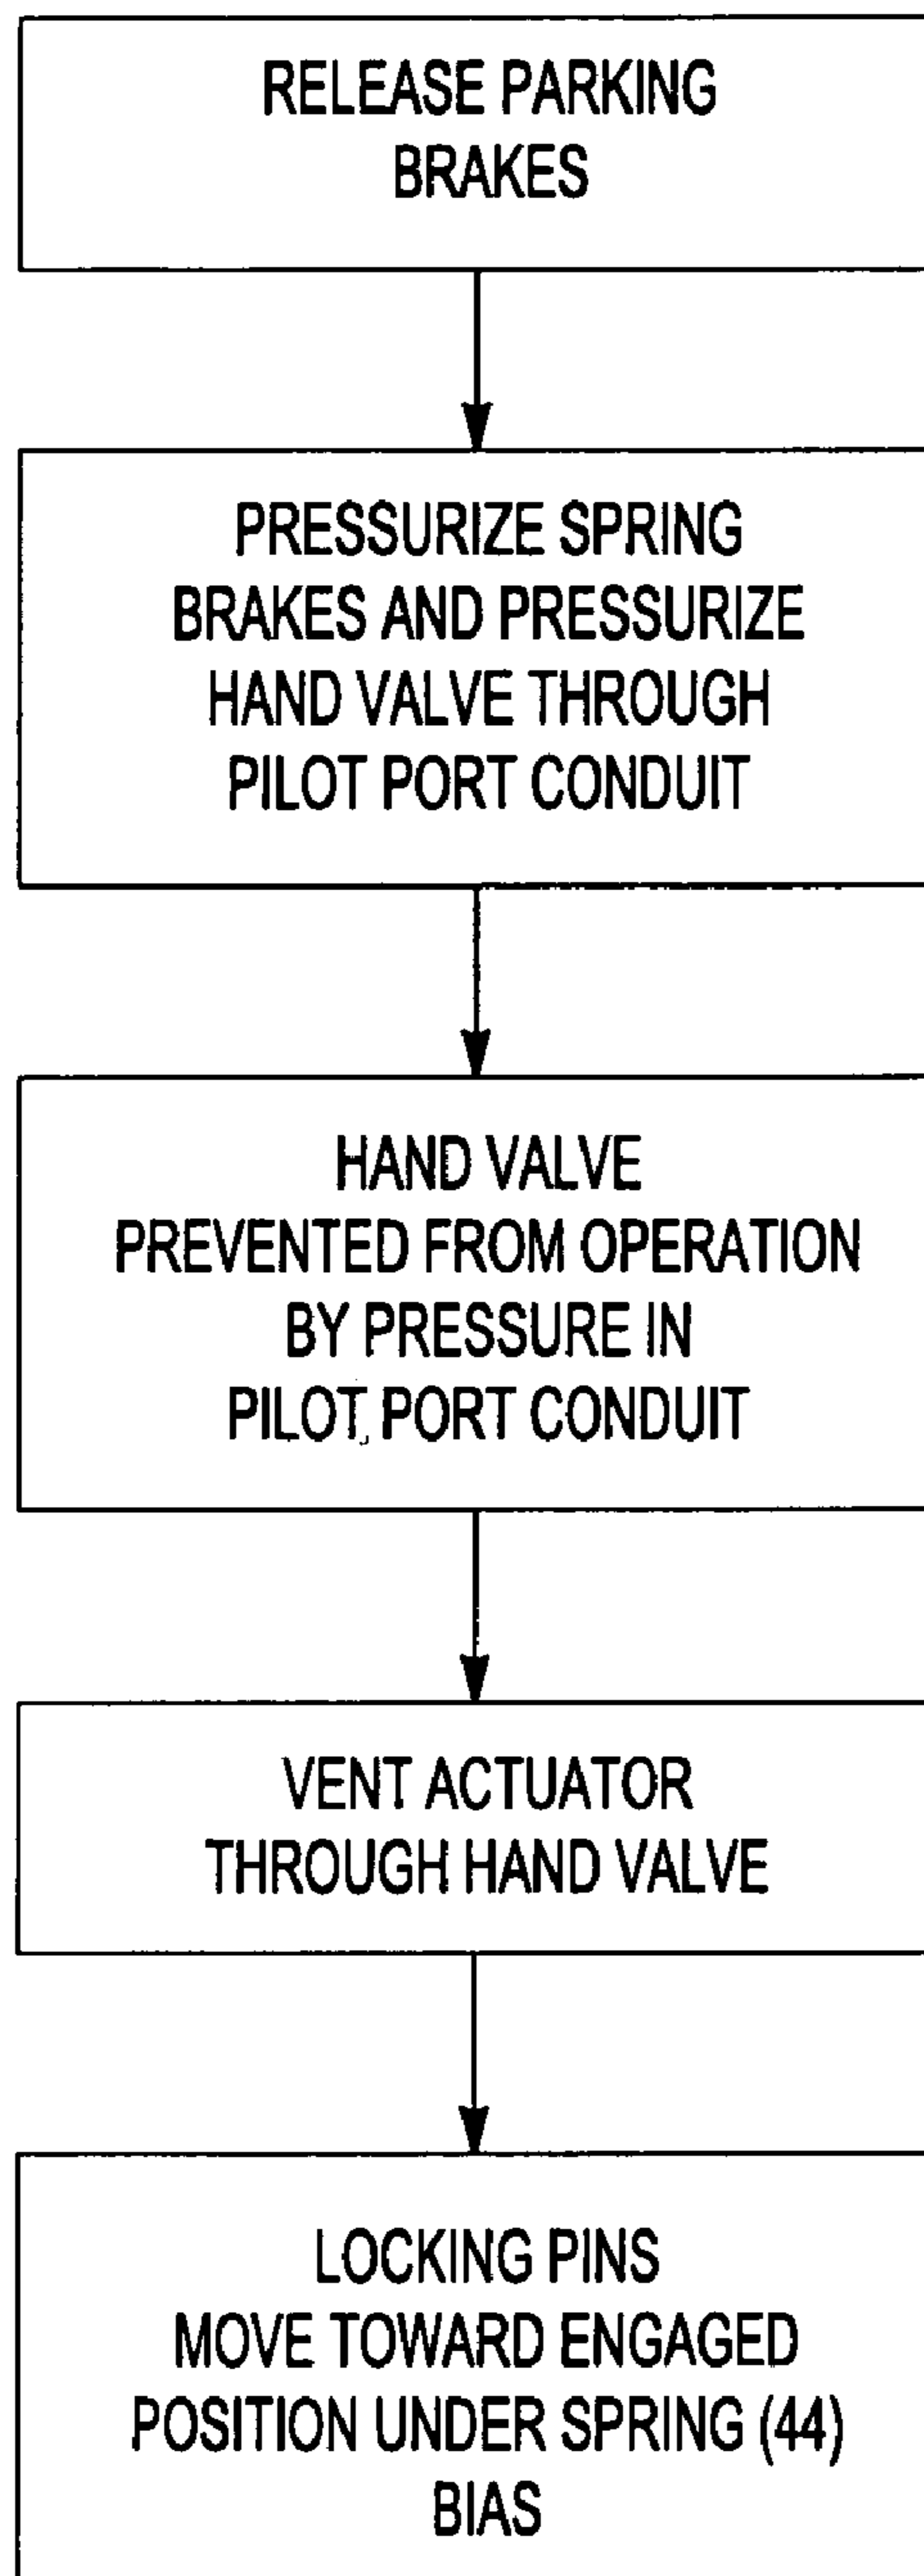 RELEASE PARKING
BRAKES
PRESSURIZE SPRING
BRAKES AND PRESSURIZE
HAND VALVE THROUGH
PILOT PORT CONDUIT
HAND VALVE
PREVENTED FROM OPERATION
BY PRESSURE IN
PILOT PORT CONDUIT
VENT ACTUATOR
THROUGH HAND VALVE
LOCKING PINS
MOVE TOWARD ENGAGED
POSITION UNDER SPRING (44)
BIAS